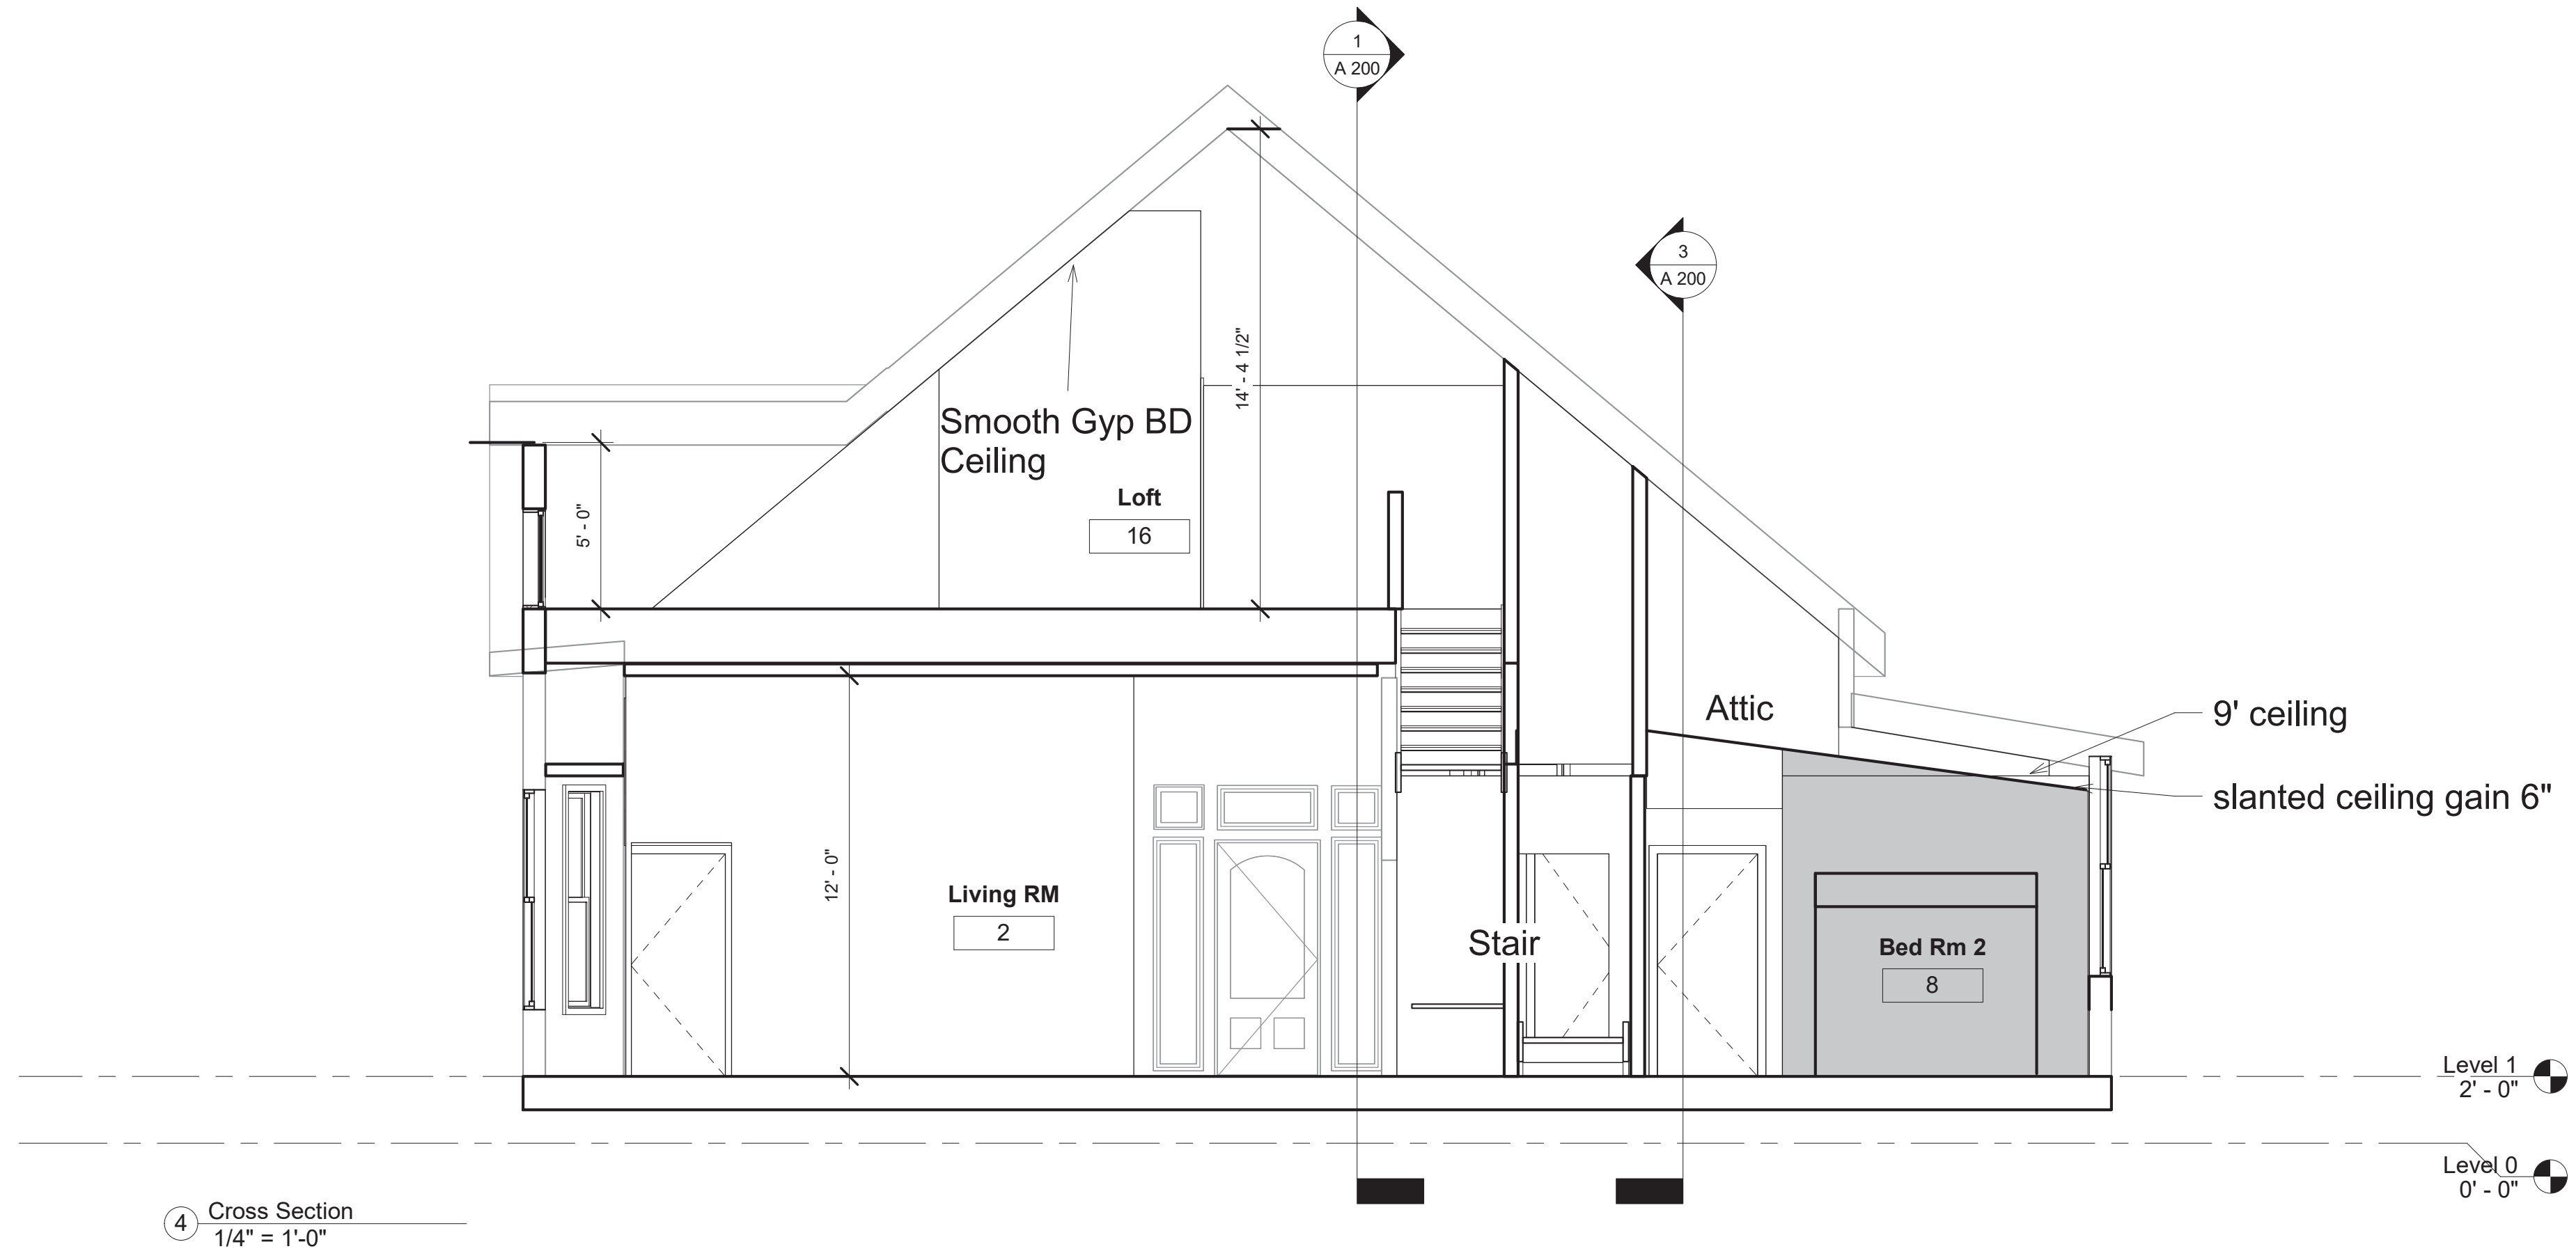 1
A 200
3
A 200
14' - 4 1/2"
Smooth Gyp BD
Ceiling
Loft
16
5' - 0"
Attic
9' ceiling
slanted ceiling gain 6"
12' - 0"
Living RM
2
Stair
Bed Rm 2
8
Level 1
2' - 0"
Level 0
0' - 0"
4
Cross Section
1/4" = 1'-0"